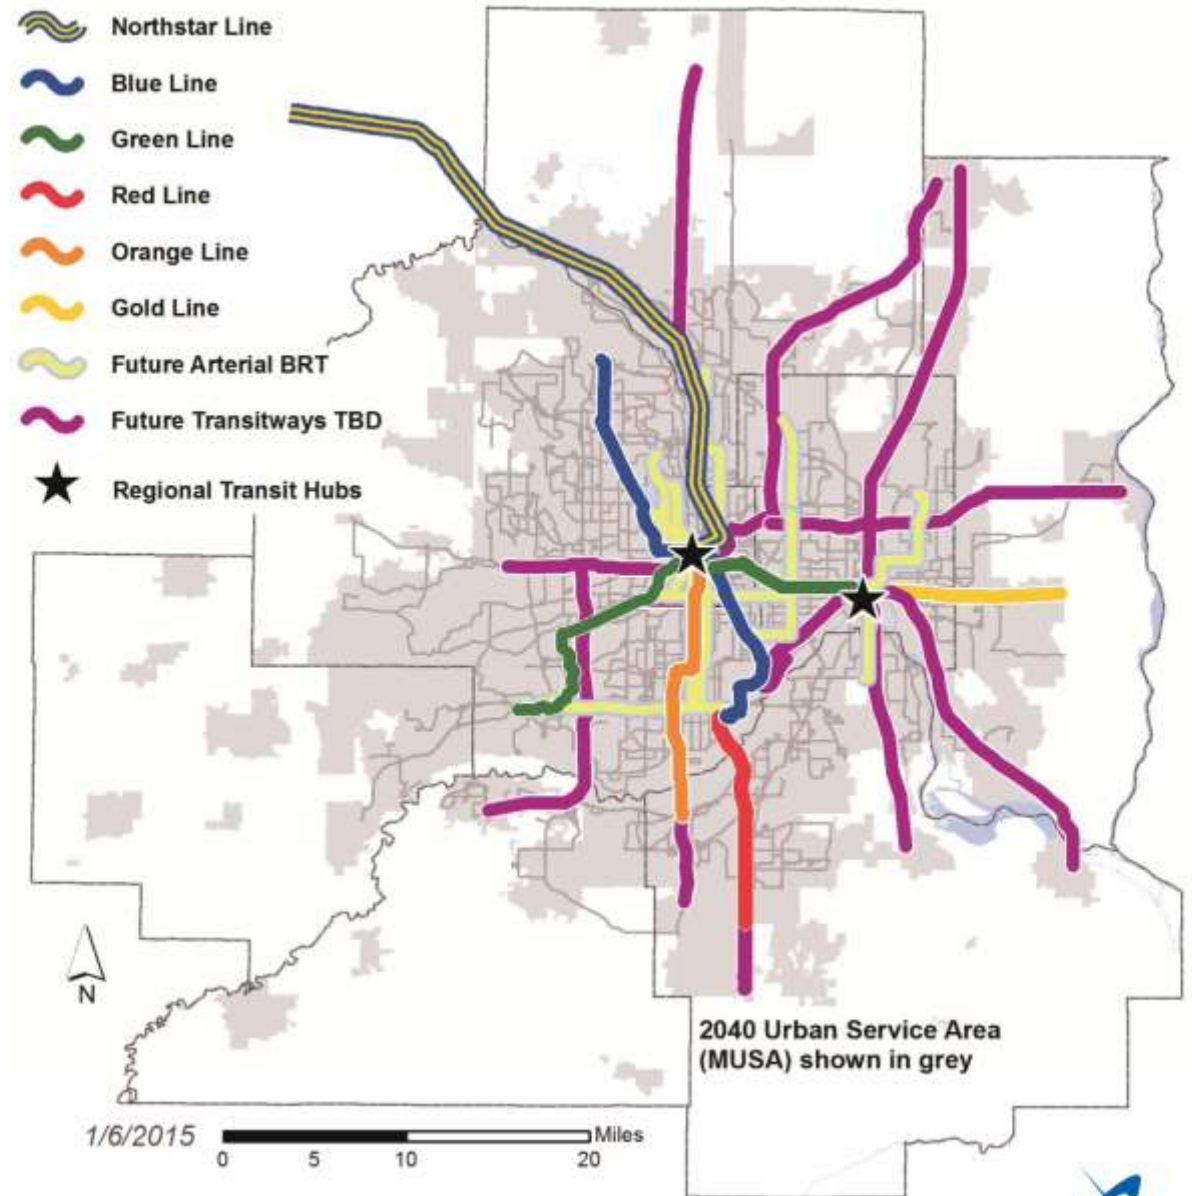 Northstar Line
Blue Line
Green Line
Red Line
Orange Line
Gold Line
Future Arterial BRT
Future Transitways TBD
Regional Transit Hubs
N
2040 Urban Service Area
(MUSA) shown in grey
1/6/2015
Miles
0 5 10 20